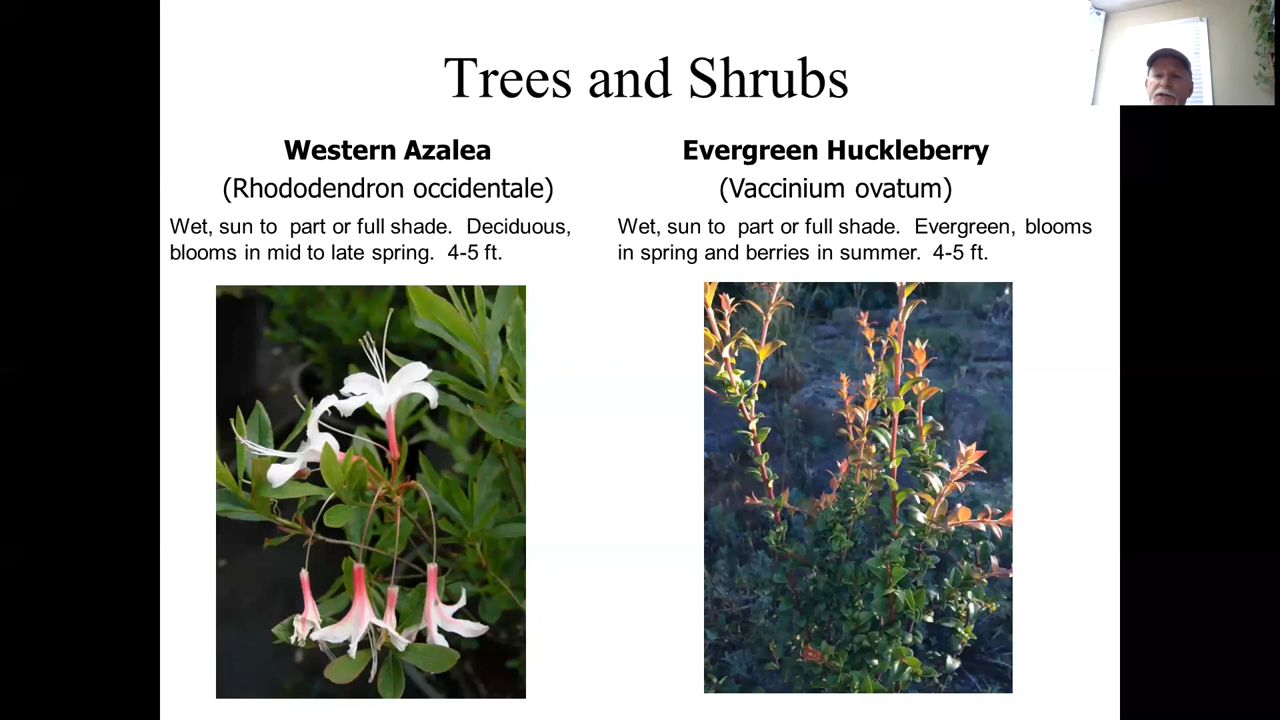 Trees and Shrubs
Western Azalea
(Rhododendron occidentale)
Wet, sun to  part or full shade.  Deciduous,
blooms in mid to late spring.  4-5 ft.
Evergreen Huckleberry
(Vaccinium ovatum)
Wet, sun to  part or full shade.  Evergreen, blooms
in spring and berries in summer.  4-5 ft.